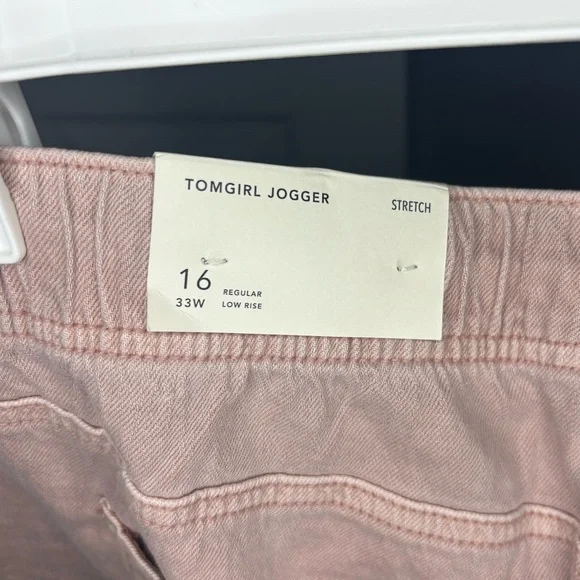 TOMGIRL JOGGER STRETCH
16 REGULAR
33W LOW RISE